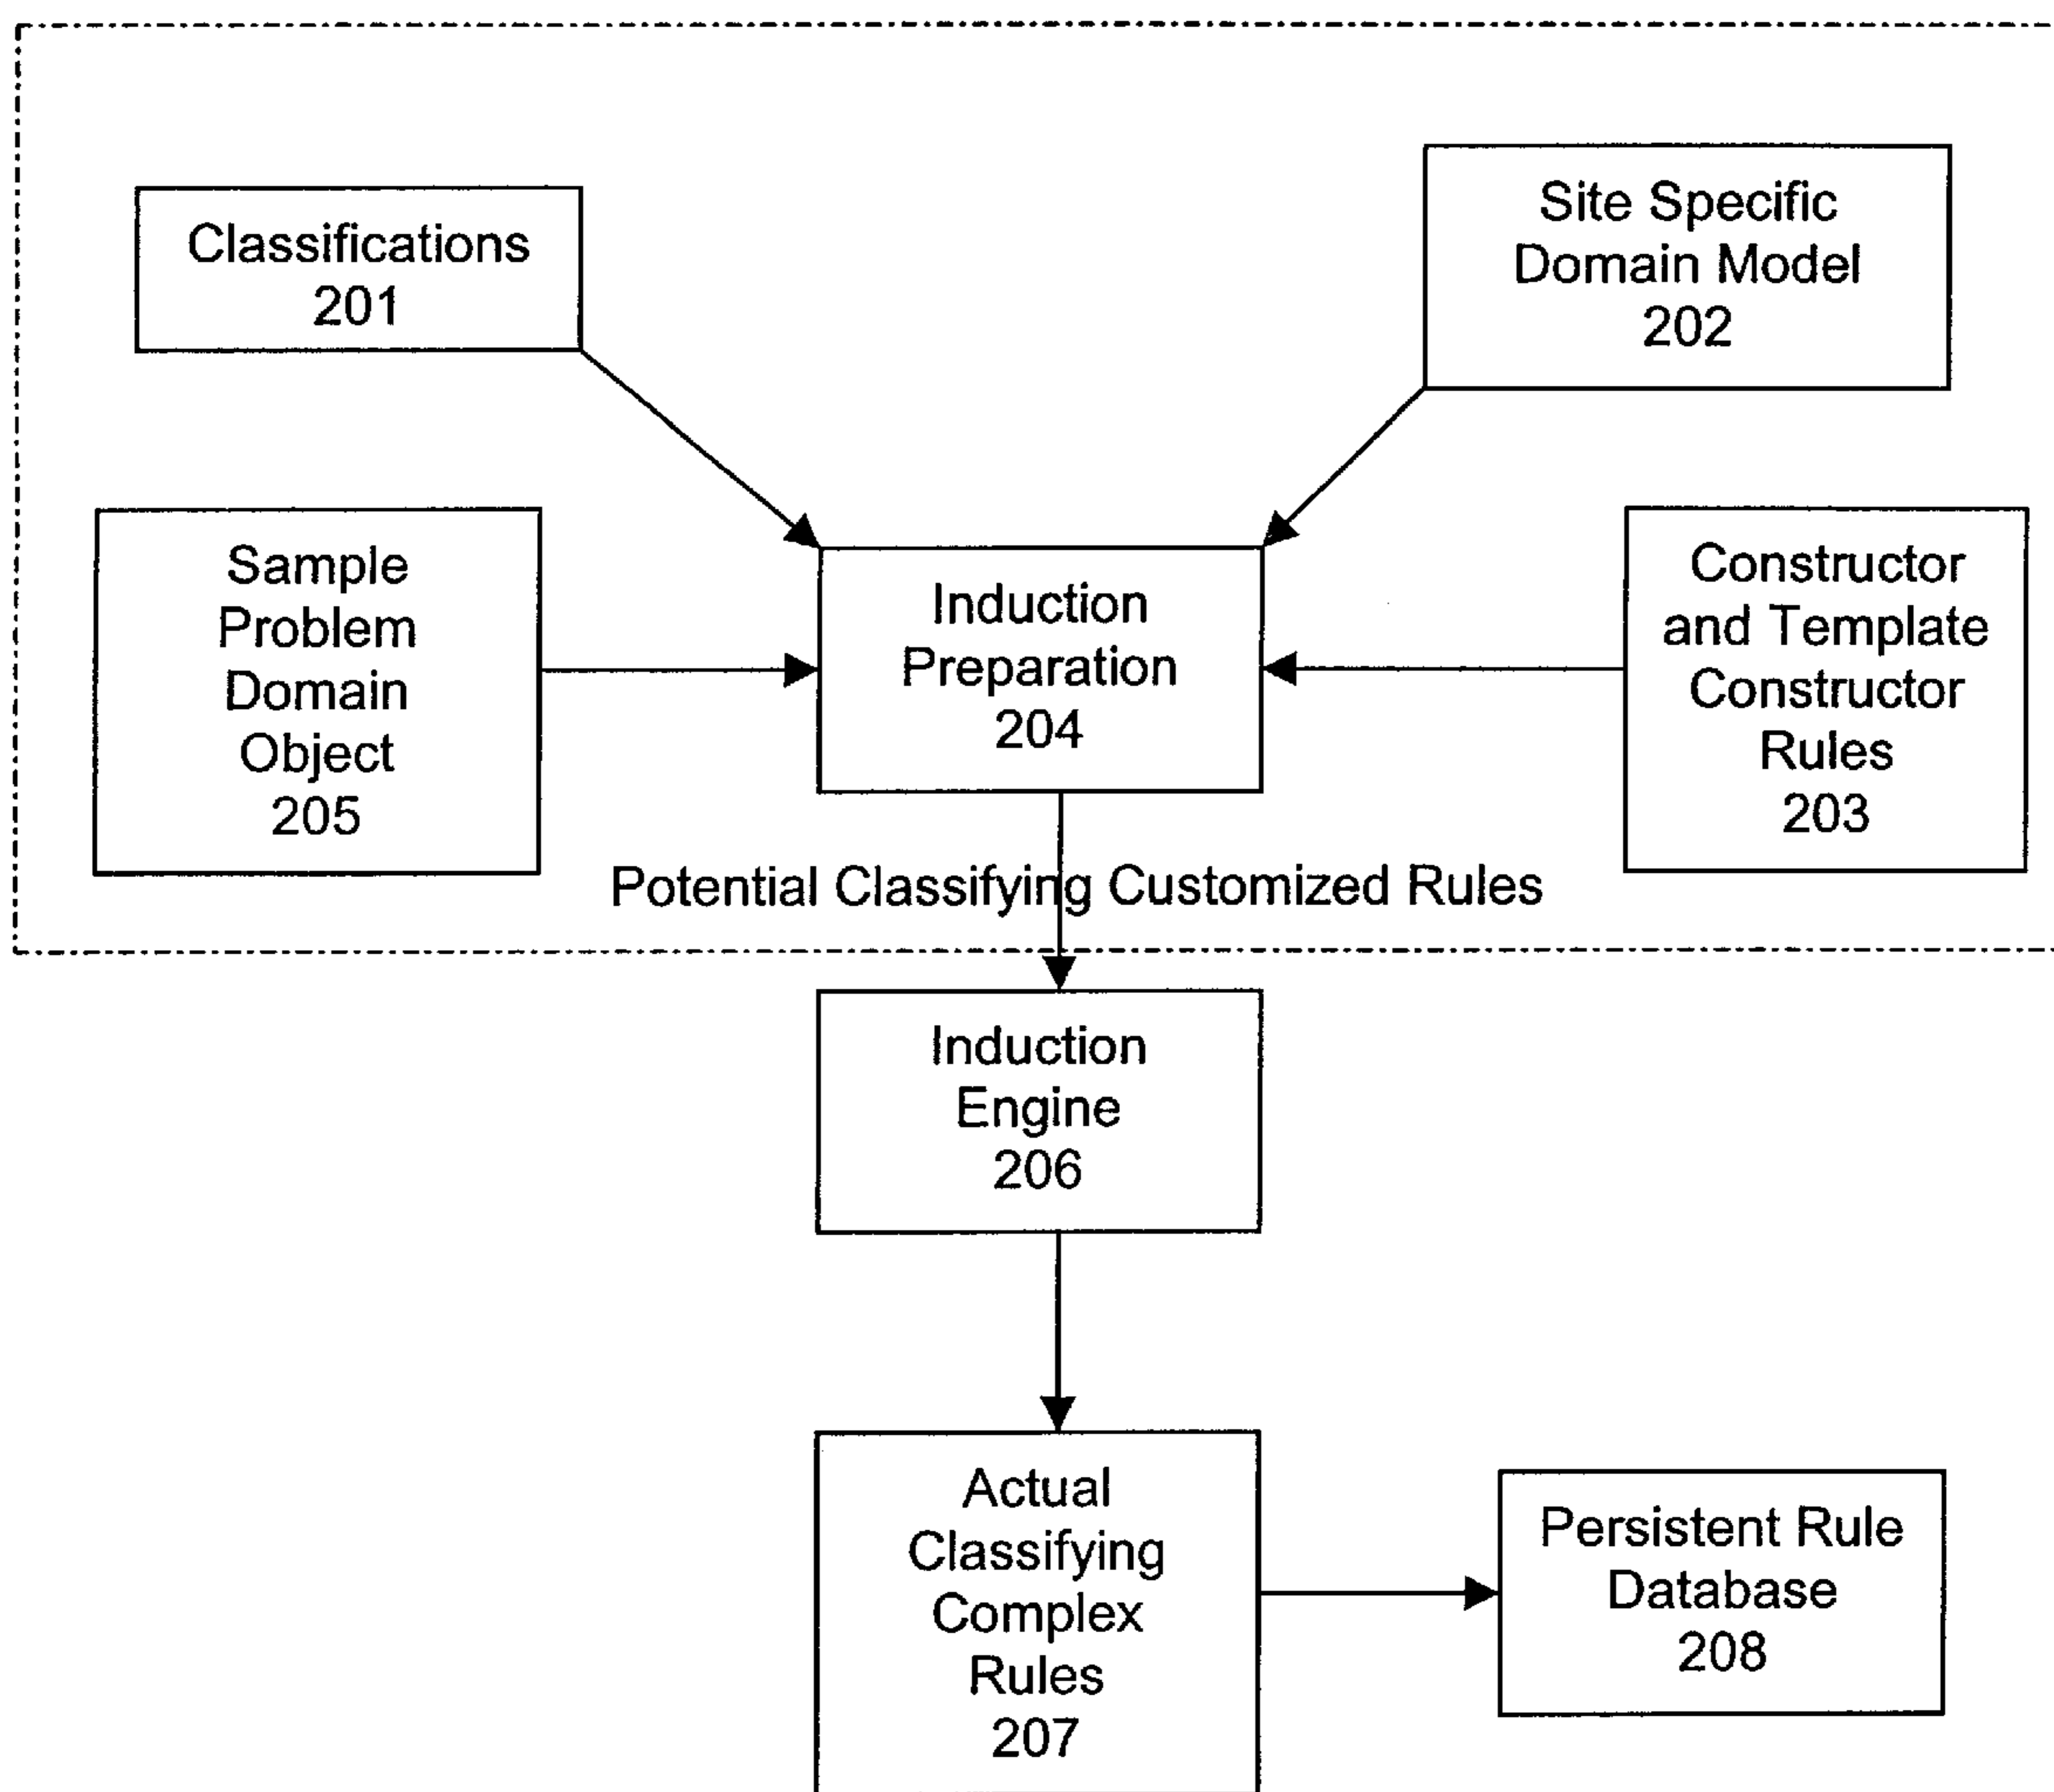 Classifications
201
Site Specific
Domain Model
202
Sample
Problem
Domain
Object
205
Induction
Preparation
204
Constructor
and Template
Constructor
Rules
203
Potential Classifying Customized Rules
Induction
Engine
206
Actual
Classifying
Complex
Rules
207
Persistent Rule
Database
208